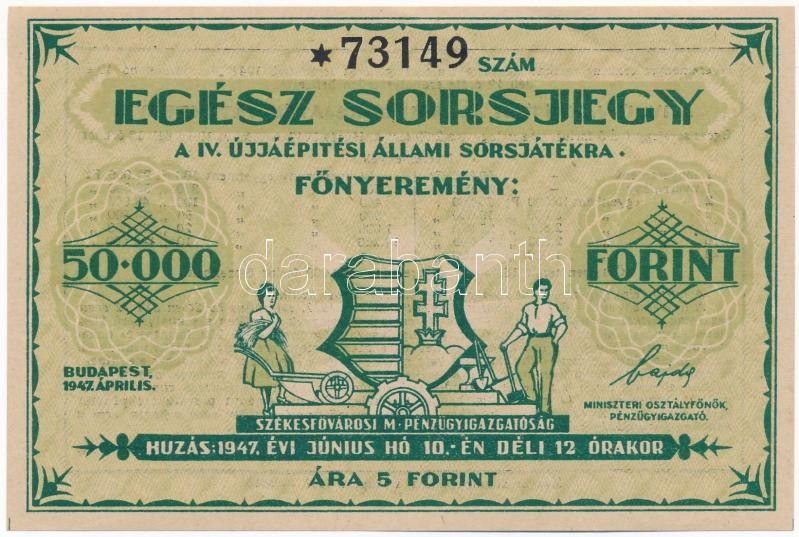 *73149 SZÁM
EGÉSZ SORSJEGY
A IV. ÚJJÁÉPITÉSI ÁLLAMI SORSJÁTÉKRA.
FŐNYEREMÉNY:
50·000 FORINT
darabanth
BUDAPEST,
1947. ÁPRILIS.
MINISZTERI OSZTÁLYFŐNÖK,
PÉNZÜGYIGAZGATÓ.
SZÉKESFŐVÁROSI M·PÉNZÜGYIGAZGATÓSÁG
HUZÁS: 1947. ÉVI JÚNIUS HÓ 10.-ÉN DÉLI 12 ÓRAKOR
ÁRA 5 FORINT